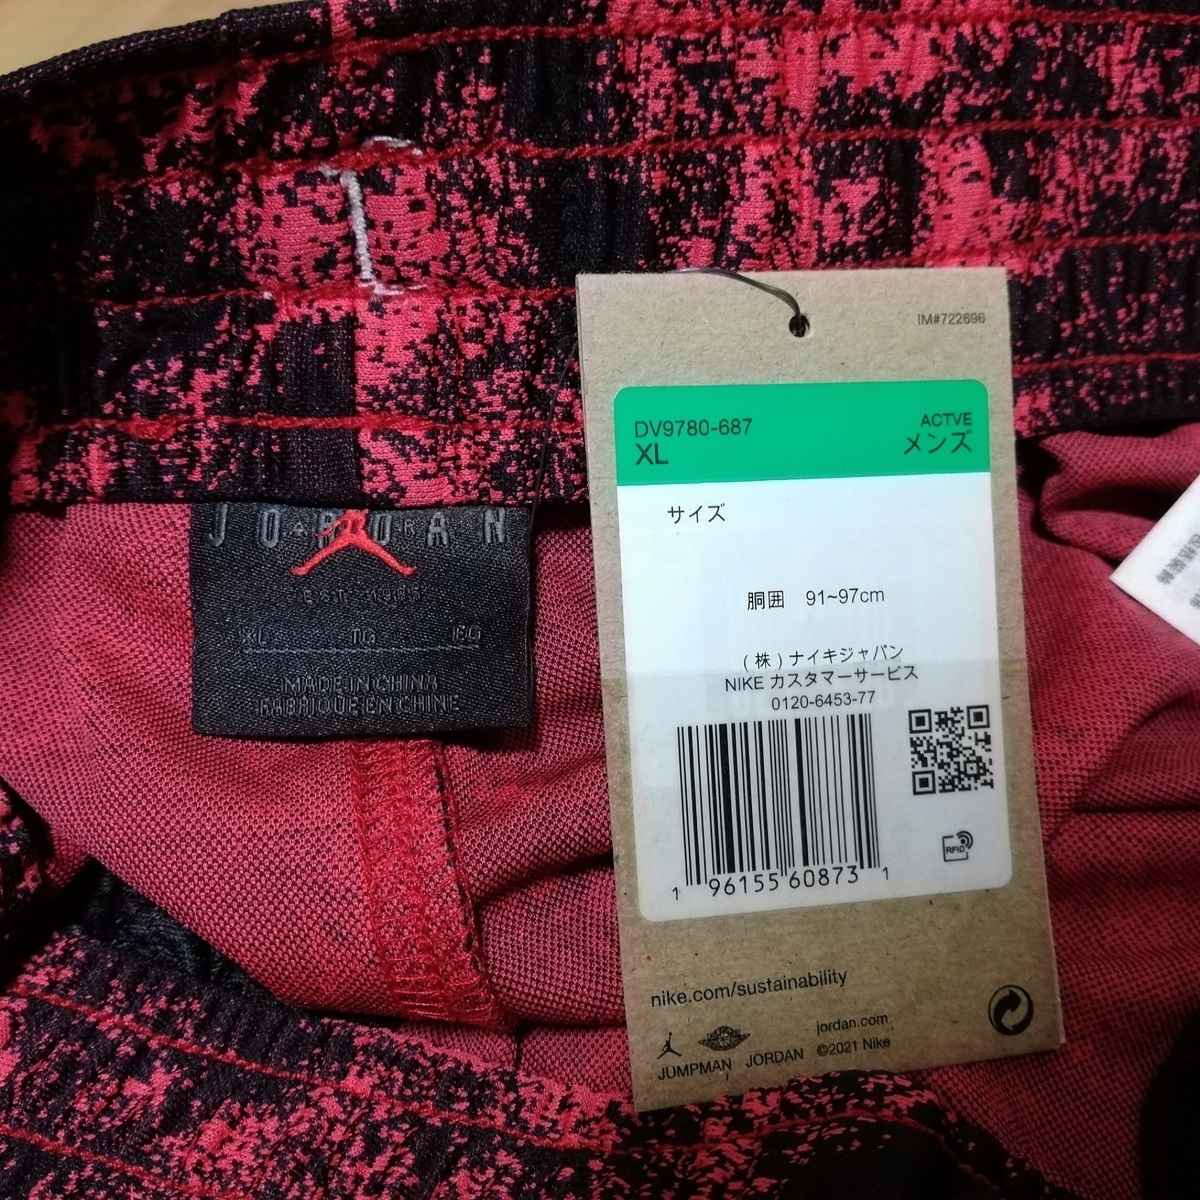 JORDAN
EST. 1985
XL TG EG
MADE IN CHINA
FABRIQUE EN CHINE
IM#722696
DV9780-687
XL
ACTVE
メンズ
サイズ
胴囲 91~97cm
(株)ナイキジャパン
NIKE カスタマーサービス
0120-6453-77
RFID
1 96155 60873 1
nike.com/sustainability
JUMPMAN JORDAN
jordan.com
©2021 Nike